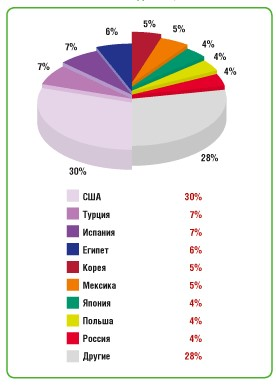 5%
5%
6%
4%
7%
4%
7%
4%
30%
28%
США 30%
Турция 7%
Испания 7%
Египет 6%
Корея 5%
Мексика 5%
Япония 4%
Польша 4%
Россия 4%
Другие 28%